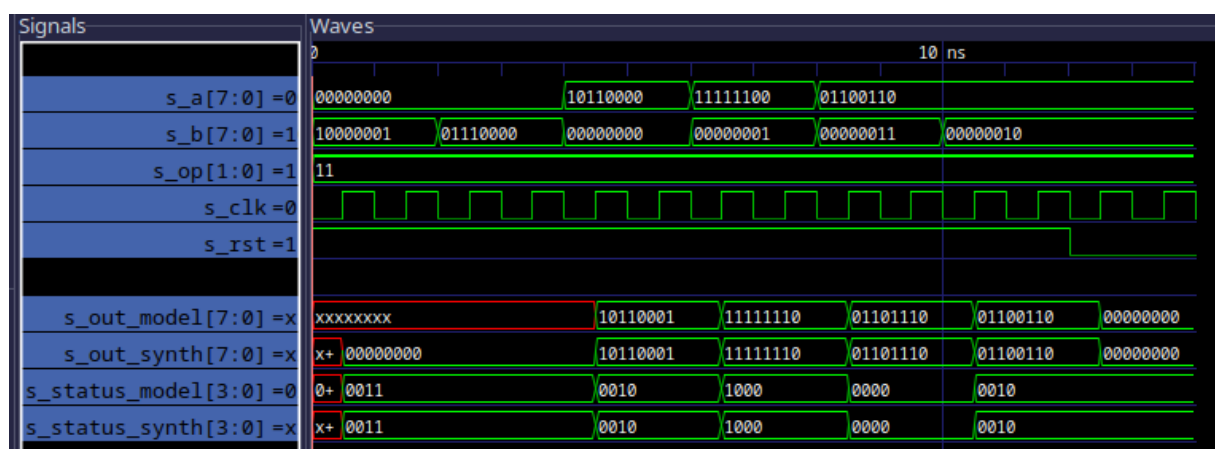 Signals Waves
0 10 ns
s_a[7:0] =0 00000000 10110000 11111100 01100110
s_b[7:0] =1 10000001 01110000 00000000 00000001 00000011 00000010
s_op[1:0] =1 11
s_clk =0
s_rst =1
s_out_model[7:0] =x xxxxxxxx 10110001 11111110 01101110 01100110 00000000
s_out_synth[7:0] =x x+ 00000000 10110001 11111110 01101110 01100110 00000000
s_status_model[3:0] =0 0+ 0011 0010 1000 0000 0010
s_status_synth[3:0] =x x+ 0011 0010 1000 0000 0010